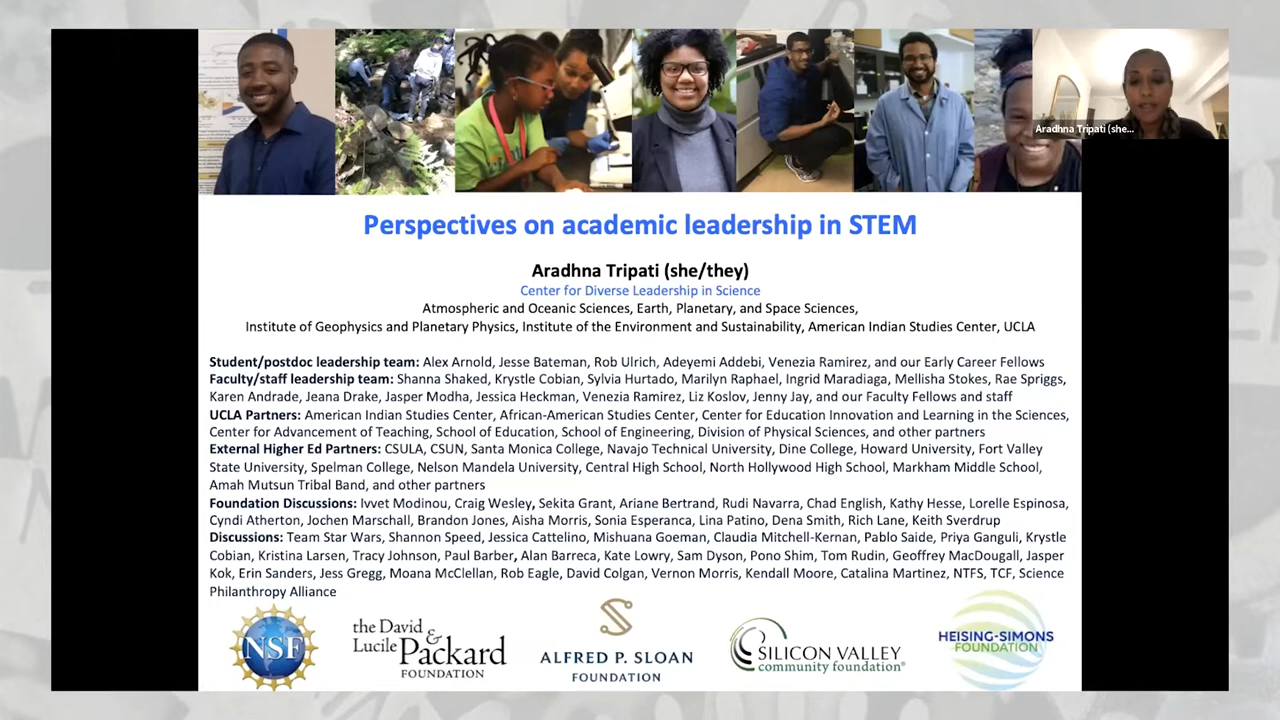 Aradhna Tripati (she...
Perspectives on academic leadership in STEM
Aradhna Tripati (she/they)
Center for Diverse Leadership in Science
Atmospheric and Oceanic Sciences, Earth, Planetary, and Space Sciences,
Institute of Geophysics and Planetary Physics, Institute of the Environment and Sustainability, American Indian Studies Center, UCLA
Student/postdoc leadership team: Alex Arnold, Jesse Bateman, Rob Ulrich, Adeyemi Addebi, Venezia Ramirez, and our Early Career Fellows
Faculty/staff leadership team: Shanna Shaked, Krystle Cobian, Sylvia Hurtado, Marilyn Raphael, Ingrid Maradiaga, Mellisha Stokes, Rae Spriggs,
Karen Andrade, Jeana Drake, Jasper Modha, Jessica Heckman, Venezia Ramirez, Liz Koslov, Jenny Jay, and our Faculty Fellows and staff
UCLA Partners: American Indian Studies Center, African-American Studies Center, Center for Education Innovation and Learning in the Sciences,
Center for Advancement of Teaching, School of Education, School of Engineering, Division of Physical Sciences, and other partners
External Higher Ed Partners: CSULA, CSUN, Santa Monica College, Navajo Technical University, Dine College, Howard University, Fort Valley
State University, Spelman College, Nelson Mandela University, Central High School, North Hollywood High School, Markham Middle School,
Amah Mutsun Tribal Band, and other partners
Foundation Discussions: Ivvet Modinou, Craig Wesley, Sekita Grant, Ariane Bertrand, Rudi Navarra, Chad English, Kathy Hesse, Lorelle Espinosa,
Cyndi Atherton, Jochen Marschall, Brandon Jones, Aisha Morris, Sonia Esperanca, Lina Patino, Dena Smith, Rich Lane, Keith Sverdrup
Discussions: Team Star Wars, Shannon Speed, Jessica Cattelino, Mishuana Goeman, Claudia Mitchell-Kernan, Pablo Saide, Priya Ganguli, Krystle
Cobian, Kristina Larsen, Tracy Johnson, Paul Barber, Alan Barreca, Kate Lowry, Sam Dyson, Pono Shim, Tom Rudin, Geoffrey MacDougall, Jasper
Kok, Erin Sanders, Jess Gregg, Moana McClellan, Rob Eagle, David Colgan, Vernon Morris, Kendall Moore, Catalina Martinez, NTFS, TCF, Science
Philanthropy Alliance
NSF
the David & Lucile Packard
FOUNDATION
ALFRED P. SLOAN
FOUNDATION
SILICON VALLEY
community foundation®
HEISING-SIMONS
FOUNDATION